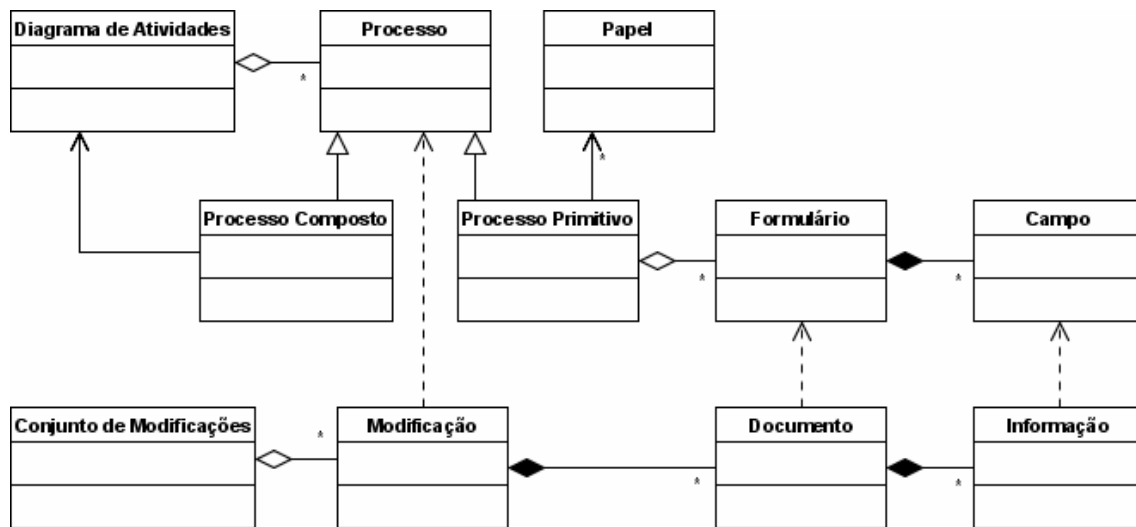 Diagrama de Atividades
Processo
Papel
*
*
Processo Composto
Processo Primitivo
Formulário
Campo
*
*
Conjunto de Modificações
Modificação
Documento
Informação
*
*
*